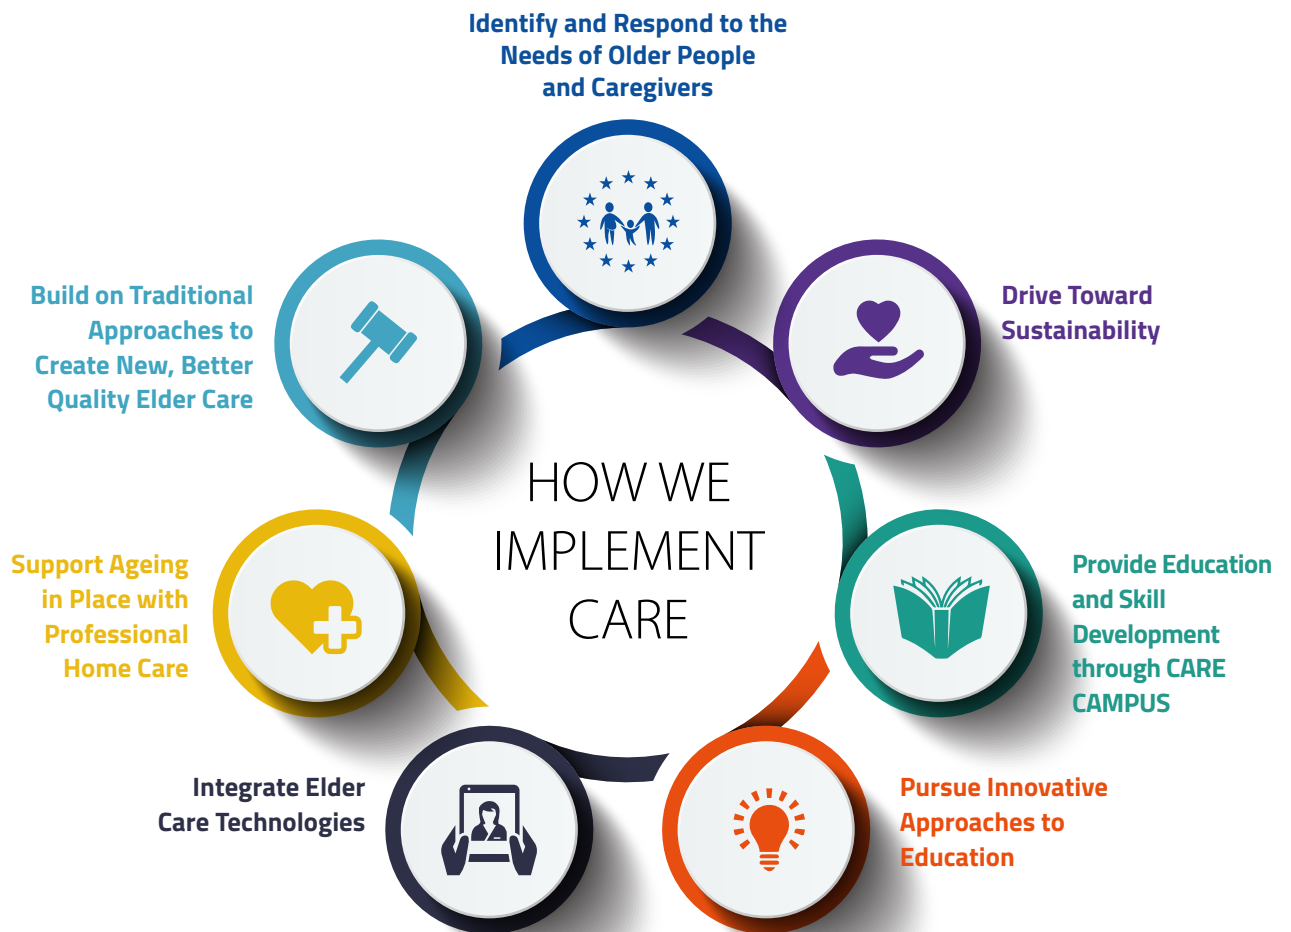 Identify and Respond to the
Needs of Older People
and Caregivers
Build on Traditional
Approaches to
Create New, Better
Quality Elder Care
Drive Toward
Sustainability
HOW WE
IMPLEMENT
CARE
Support Ageing
in Place with
Professional
Home Care
Provide Education
and Skill
Development
through CARE
CAMPUS
Integrate Elder
Care Technologies
Pursue Innovative
Approaches to
Education